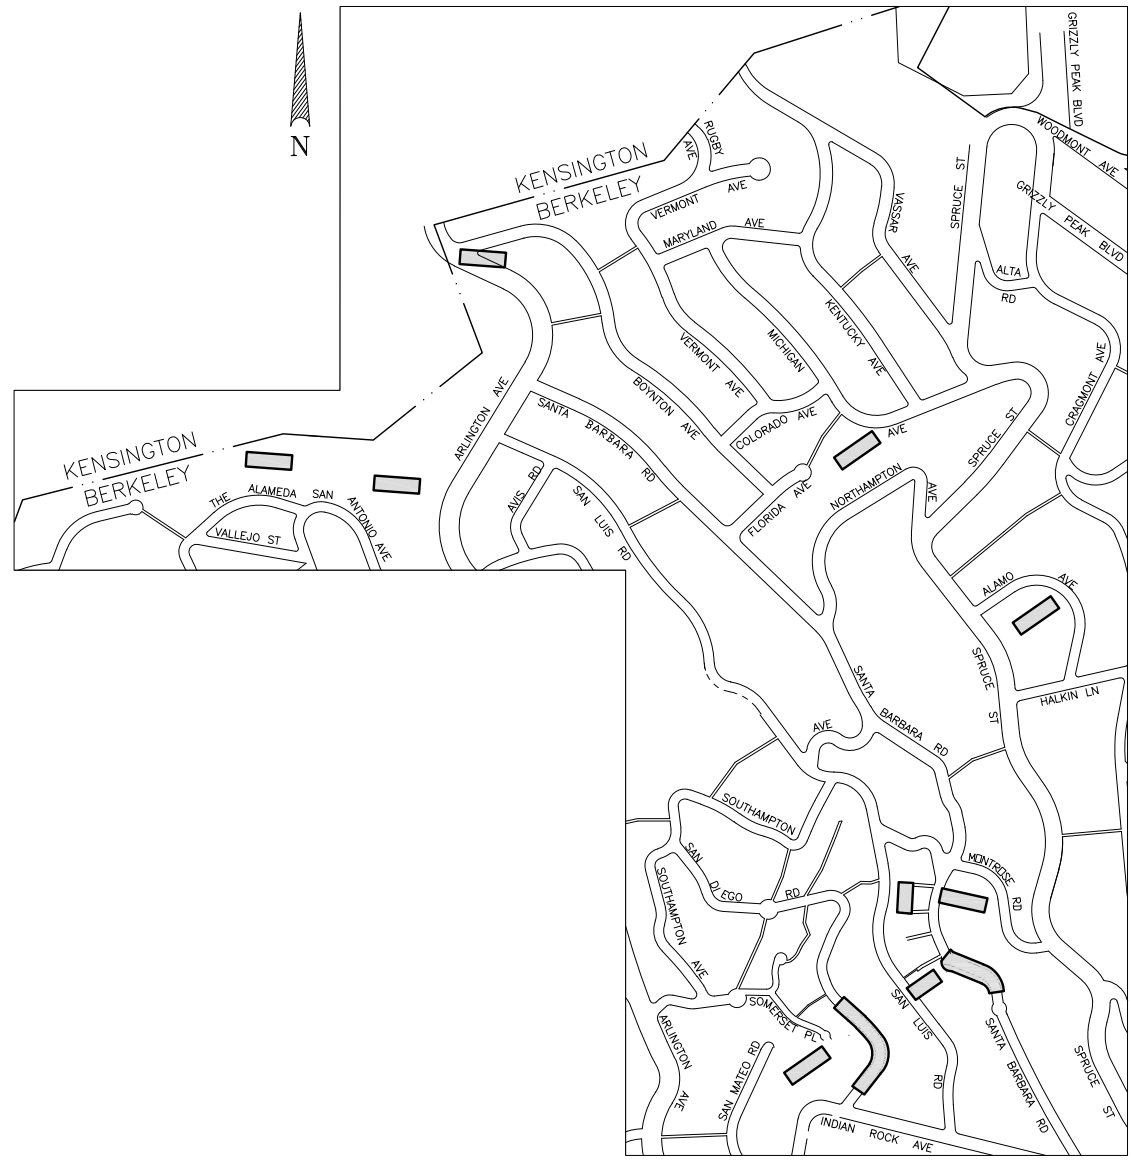 GRIZZLY PEAK BLVD
WOODMONT AVE
N
RUGBY
AVE
KENSINGTON
BERKELEY
VERMONT AVE
MARYLAND AVE
VASSAR
AVE
SPRUCE ST
GRIZZLY PEAK BLVD
ALTA
RD
KENTUCKY AVE
MICHIGAN
VERMONT AVE
BOYNTON AVE
CRAGMONT AVE
ARLINGTON AVE
SANTA BARBARA RD
COLORADO AVE
AVE
SPRUCE ST
KENSINGTON
BERKELEY
THE ALAMEDA
SAN ANTONIO AVE
VALLEJO ST
AVIS RD
SAN LUIS RD
FLORIDA AVE
NORTHAMPTON
AVE
ALAMO AVE
SPRUCE ST
HALKIN LN
SANTA BARBARA RD
AVE
SOUTHAMPTON
SAN DIEGO RD
SOUTHAMPTON AVE
MONTROSE RD
SOMERSET PL
SAN LUIS RD
ARLINGTON AVE
SAN MATEO RD
SANTA BARBARA RD
SPRUCE ST
INDIAN ROCK AVE